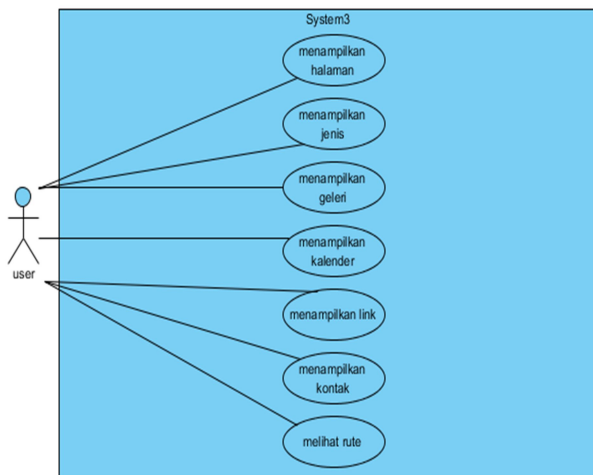 System3
menampilkan
halaman
menampilkan
jenis
menampilkan
geleri
menampilkan
kalender
user
menampilkan link
menampilkan
kontak
melihat rute